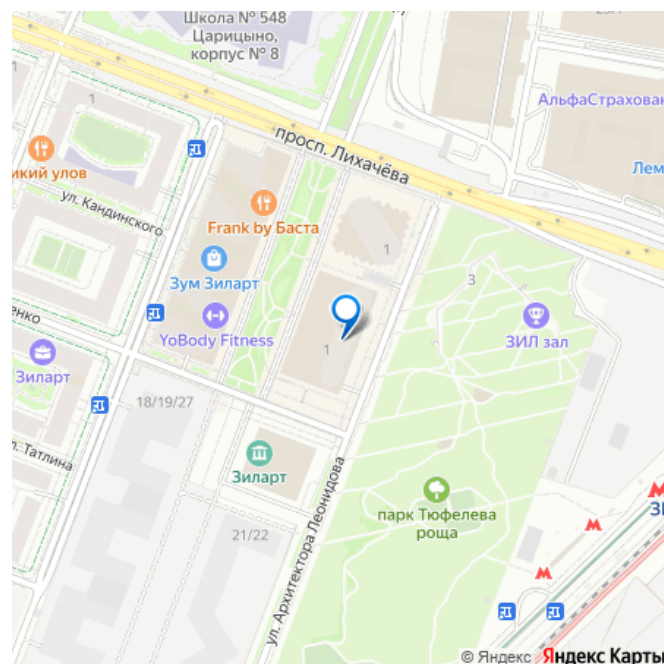 Школа № 548
Царицыно,
корпус № 8
1
просп. Лихачёва
АльфаСтрахован
Лем
икий улов
ул. Кандинского
Frank by Баста
1
Зум Зиларт
3
ЗИЛ зал
YoBody Fitness
1
енко
Зиларт
18/19/27
л. Татлина
Зиларт
21/22
ул. Архитектора Леонидова
парк Тюфелева
роща
ЗИ
© Яндекс Яндекс Карты